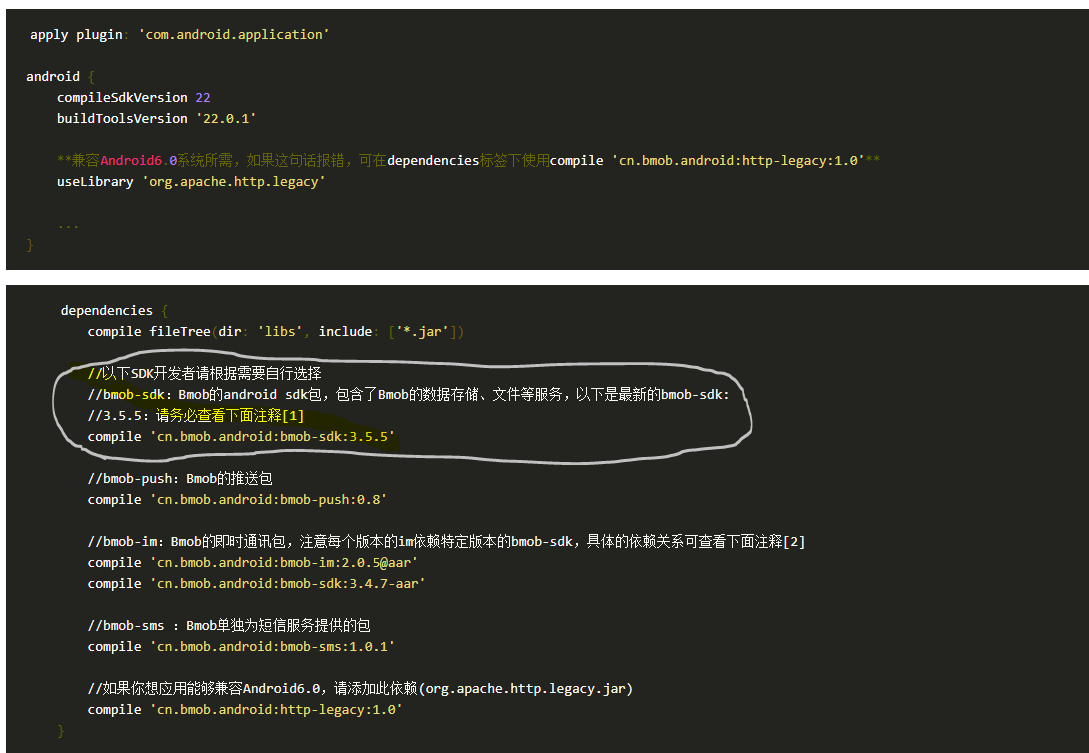 apply plugin: 'com.android.application'
android {
compileSdkVersion 22
buildToolsVersion '22.0.1'
**兼容Android6.0系统所需，如果这句话报错，可在dependencies标签下使用compile 'cn.bmob.android:http-legacy:1.0'**
useLibrary 'org.apache.http.legacy'
...
}
dependencies {
compile fileTree(dir: 'libs', include: ['*.jar'])
//以下SDK开发者请根据需要自行选择
//bmob-sdk：Bmob的android sdk包，包含了Bmob的数据存储、文件等服务，以下是最新的bmob-sdk:
//3.5.5：请务必查看下面注释[1]
compile 'cn.bmob.android:bmob-sdk:3.5.5'
//bmob-push：Bmob的推送包
compile 'cn.bmob.android:bmob-push:0.8'
//bmob-im：Bmob的即时通讯包，注意每个版本的im依赖特定版本的bmob-sdk，具体的依赖关系可查看下面注释[2]
compile 'cn.bmob.android:bmob-im:2.0.5@aar'
compile 'cn.bmob.android:bmob-sdk:3.4.7-aar'
//bmob-sms ：Bmob单独为短信服务提供的包
compile 'cn.bmob.android:bmob-sms:1.0.1'
//如果你想应用能够兼容Android6.0，请添加此依赖(org.apache.http.legacy.jar)
compile 'cn.bmob.android:http-legacy:1.0'
}